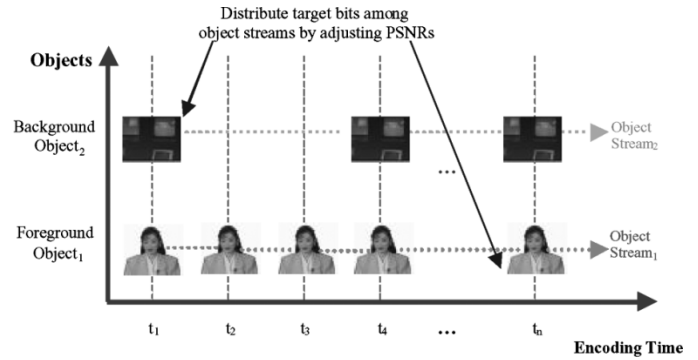 Distribute target bits among
object streams by adjusting PSNRs
Objects
Background
Object₂
Object
Stream₂
...
Foreground
Object₁
Object
Stream₁
t₁ t₂ t₃ t₄ ... tₙ
Encoding Time